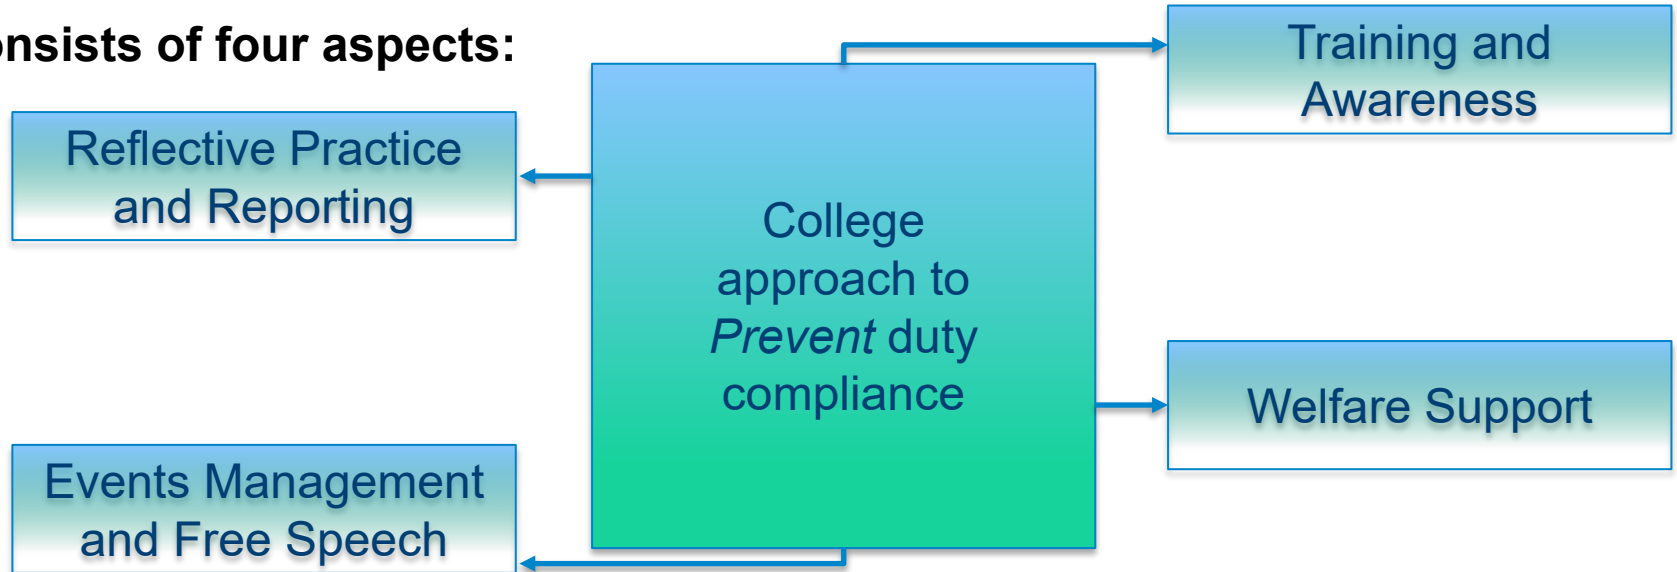 onsists of four aspects:
Training and
Awareness
Reflective Practice
and Reporting
College
approach to
Prevent duty
compliance
Welfare Support
Events Management
and Free Speech